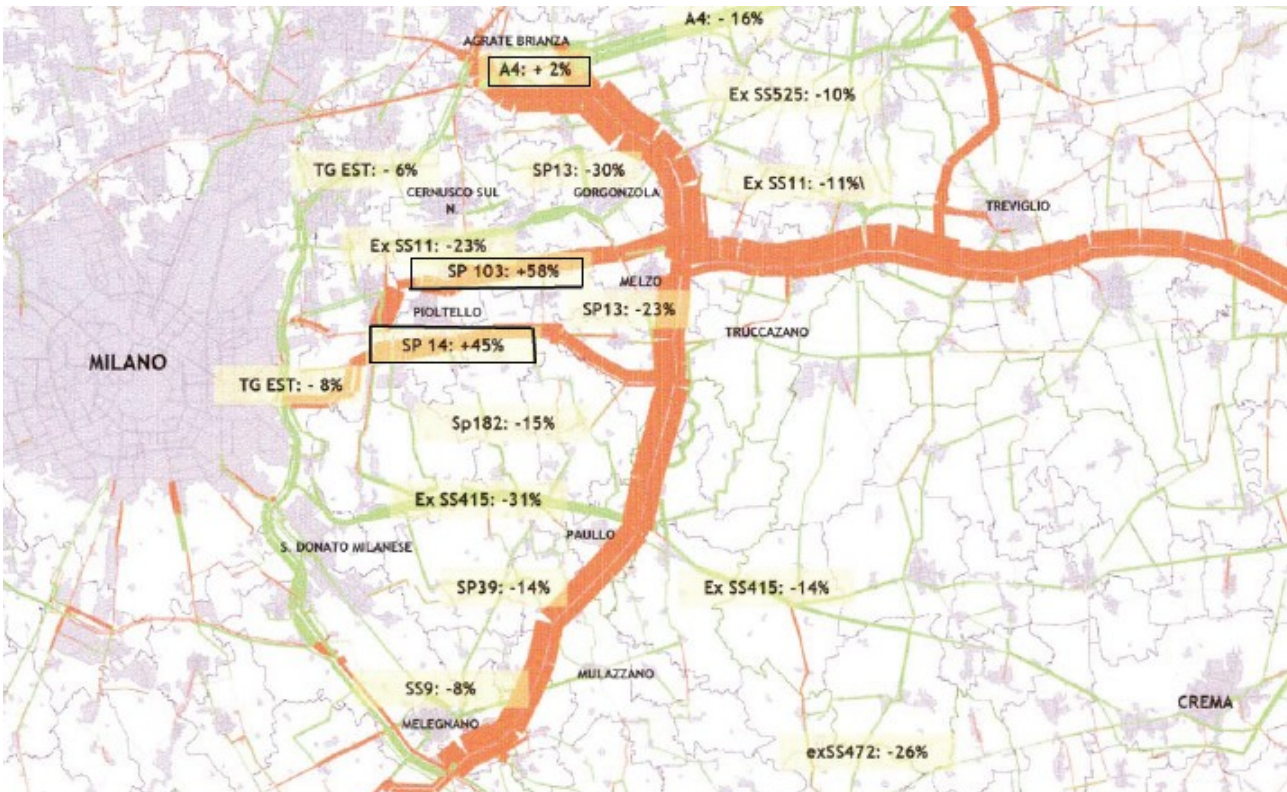 A4: - 16%
AGRATE BRIANZA
A4: + 2%
Ex SS525: -10%
TG EST: - 6%
SP13: -30%
Ex SS11: -11%\
CERNUSCO SUL
N.
GORGONZOLA
TREVIGLIO
Ex SS11: -23%
SP 103: +58%
MELZO
PIOLTELLO
SP13: -23%
TRUCCAZANO
SP 14: +45%
MILANO
TG EST: - 8%
Sp182: -15%
Ex SS415: -31%
PAULLO
S. DONATO MILANESE
SP39: -14%
Ex SS415: -14%
MULAZZANO
SS9: -8%
CREMA
MELEGNANO
exSS472: -26%